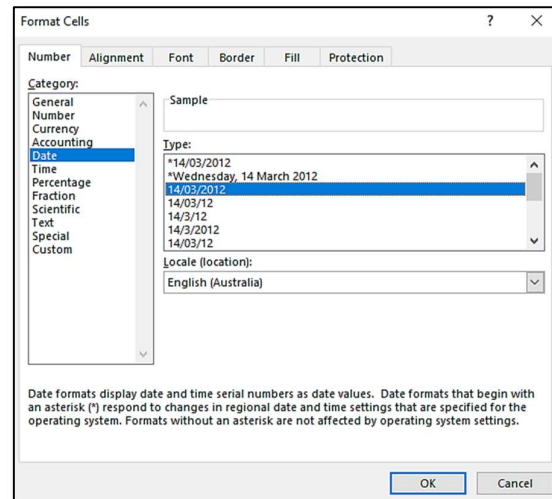 Format Cells ? ×
Number Alignment Font Border Fill Protection
Category:
General
Number
Currency
Accounting
Date
Time
Percentage
Fraction
Scientific
Text
Special
Custom
Sample
Type:
*14/03/2012
*Wednesday, 14 March 2012
14/03/2012
14/03/12
14/3/12
14/3/2012
14/03/12
Locale (location):
English (Australia)
Date formats display date and time serial numbers as date values. Date formats that begin with
an asterisk (*) respond to changes in regional date and time settings that are specified for the
operating system. Formats without an asterisk are not affected by operating system settings.
OK Cancel